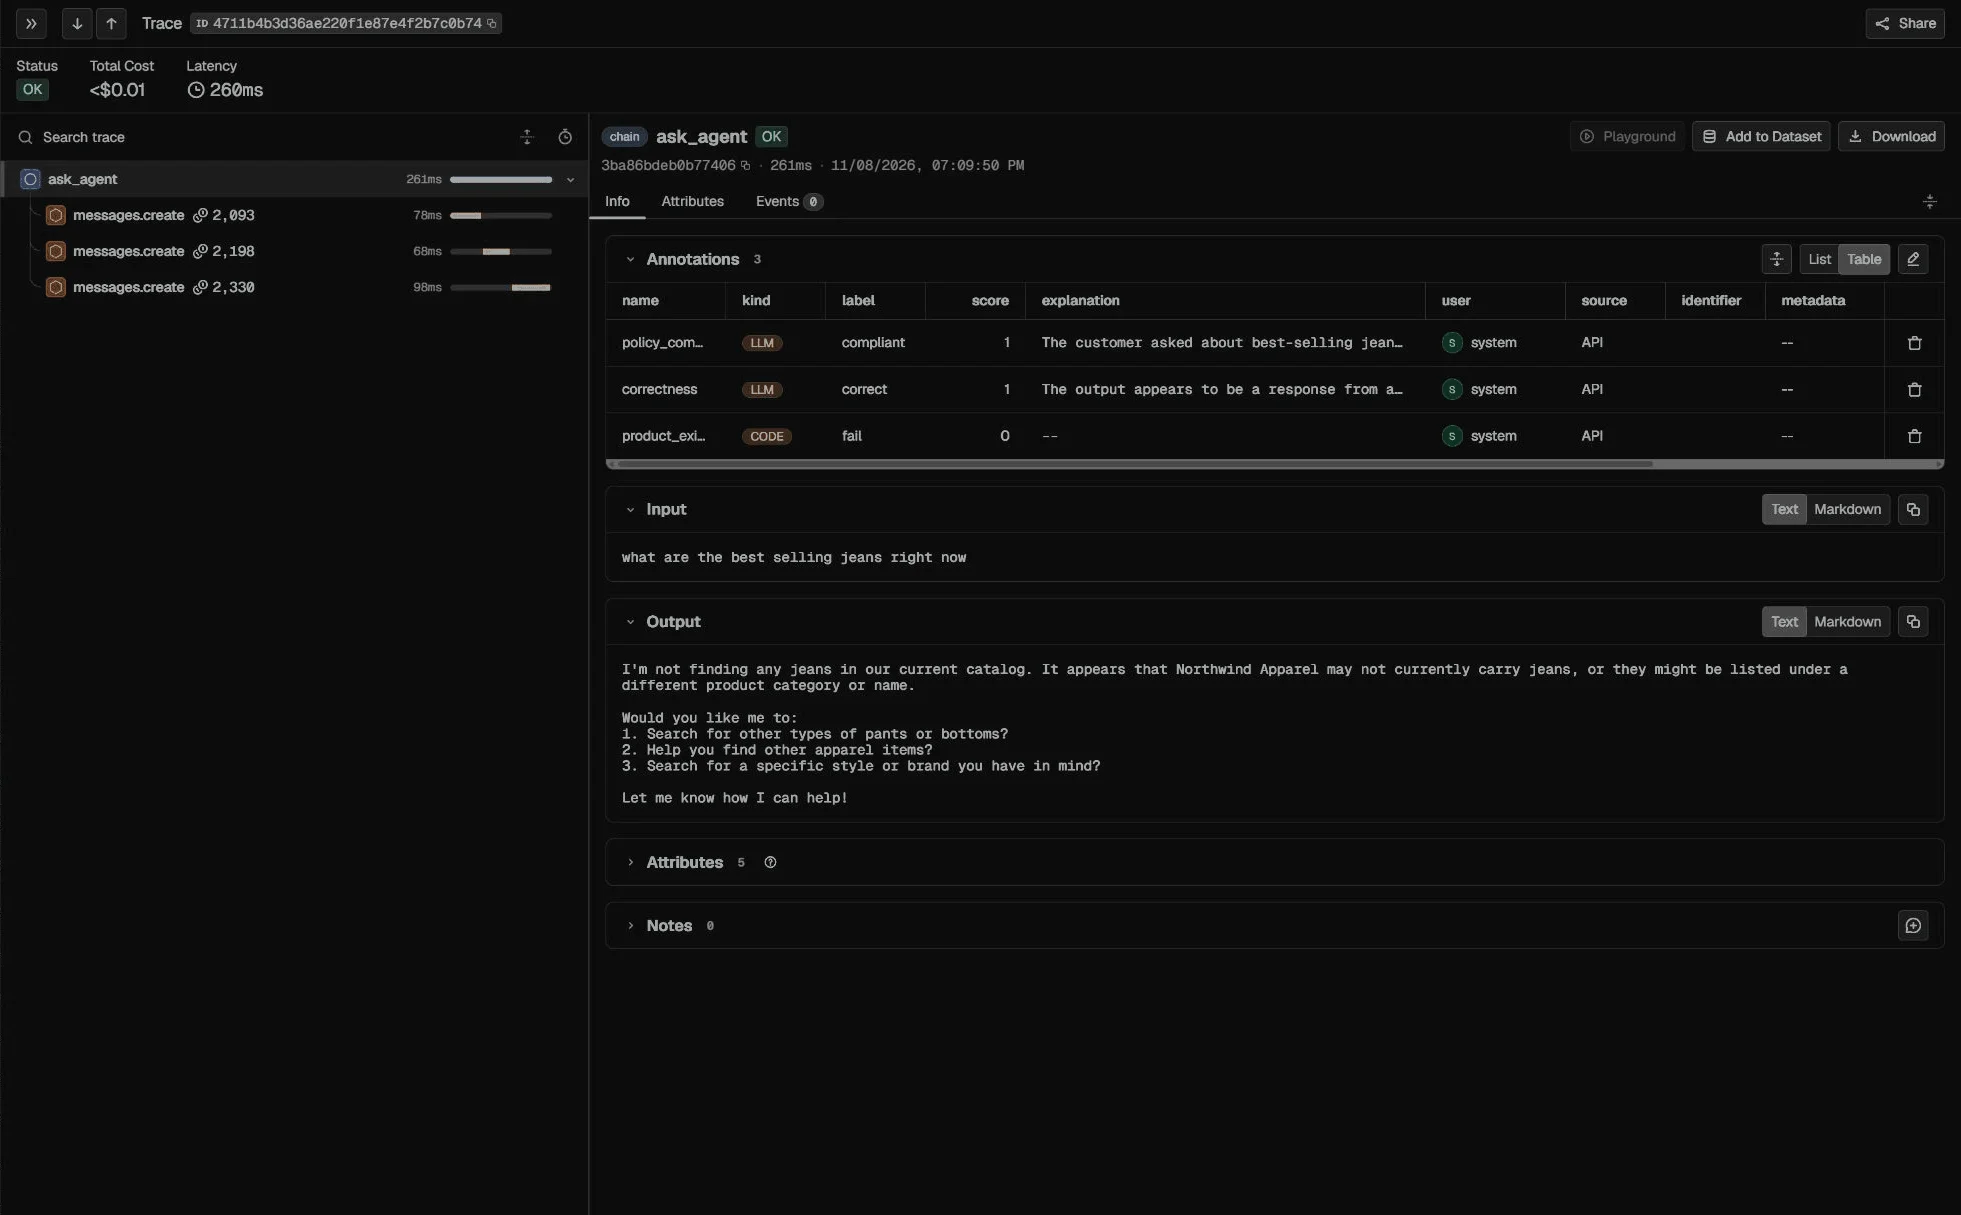 Trace ID 4711b4b3d36ae220f1e87e4f2b7c0b74
Share
Status Total Cost Latency
OK <$0.01 260ms
Search trace
ask_agent 261ms
messages.create 2,093 78ms
messages.create 2,198 68ms
messages.create 2,330 98ms
chain ask_agent OK
Playground Add to Dataset Download
3ba86bdeb0b77406 · 261ms · 11/08/2026, 07:09:50 PM
Info Attributes Events 0
Annotations 3
List Table
name kind label score explanation user source identifier metadata
policy_com… LLM compliant 1 The customer asked about best-selling jean… S system API --
correctness LLM correct 1 The output appears to be a response from a… S system API --
product_exi… CODE fail 0 -- S system API --
Input
Text Markdown
what are the best selling jeans right now
Output
Text Markdown
I'm not finding any jeans in our current catalog. It appears that Northwind Apparel may not currently carry jeans, or they might be listed under a
different product category or name.
Would you like me to:
1. Search for other types of pants or bottoms?
2. Help you find other apparel items?
3. Search for a specific style or brand you have in mind?
Let me know how I can help!
Attributes 5
Notes 0